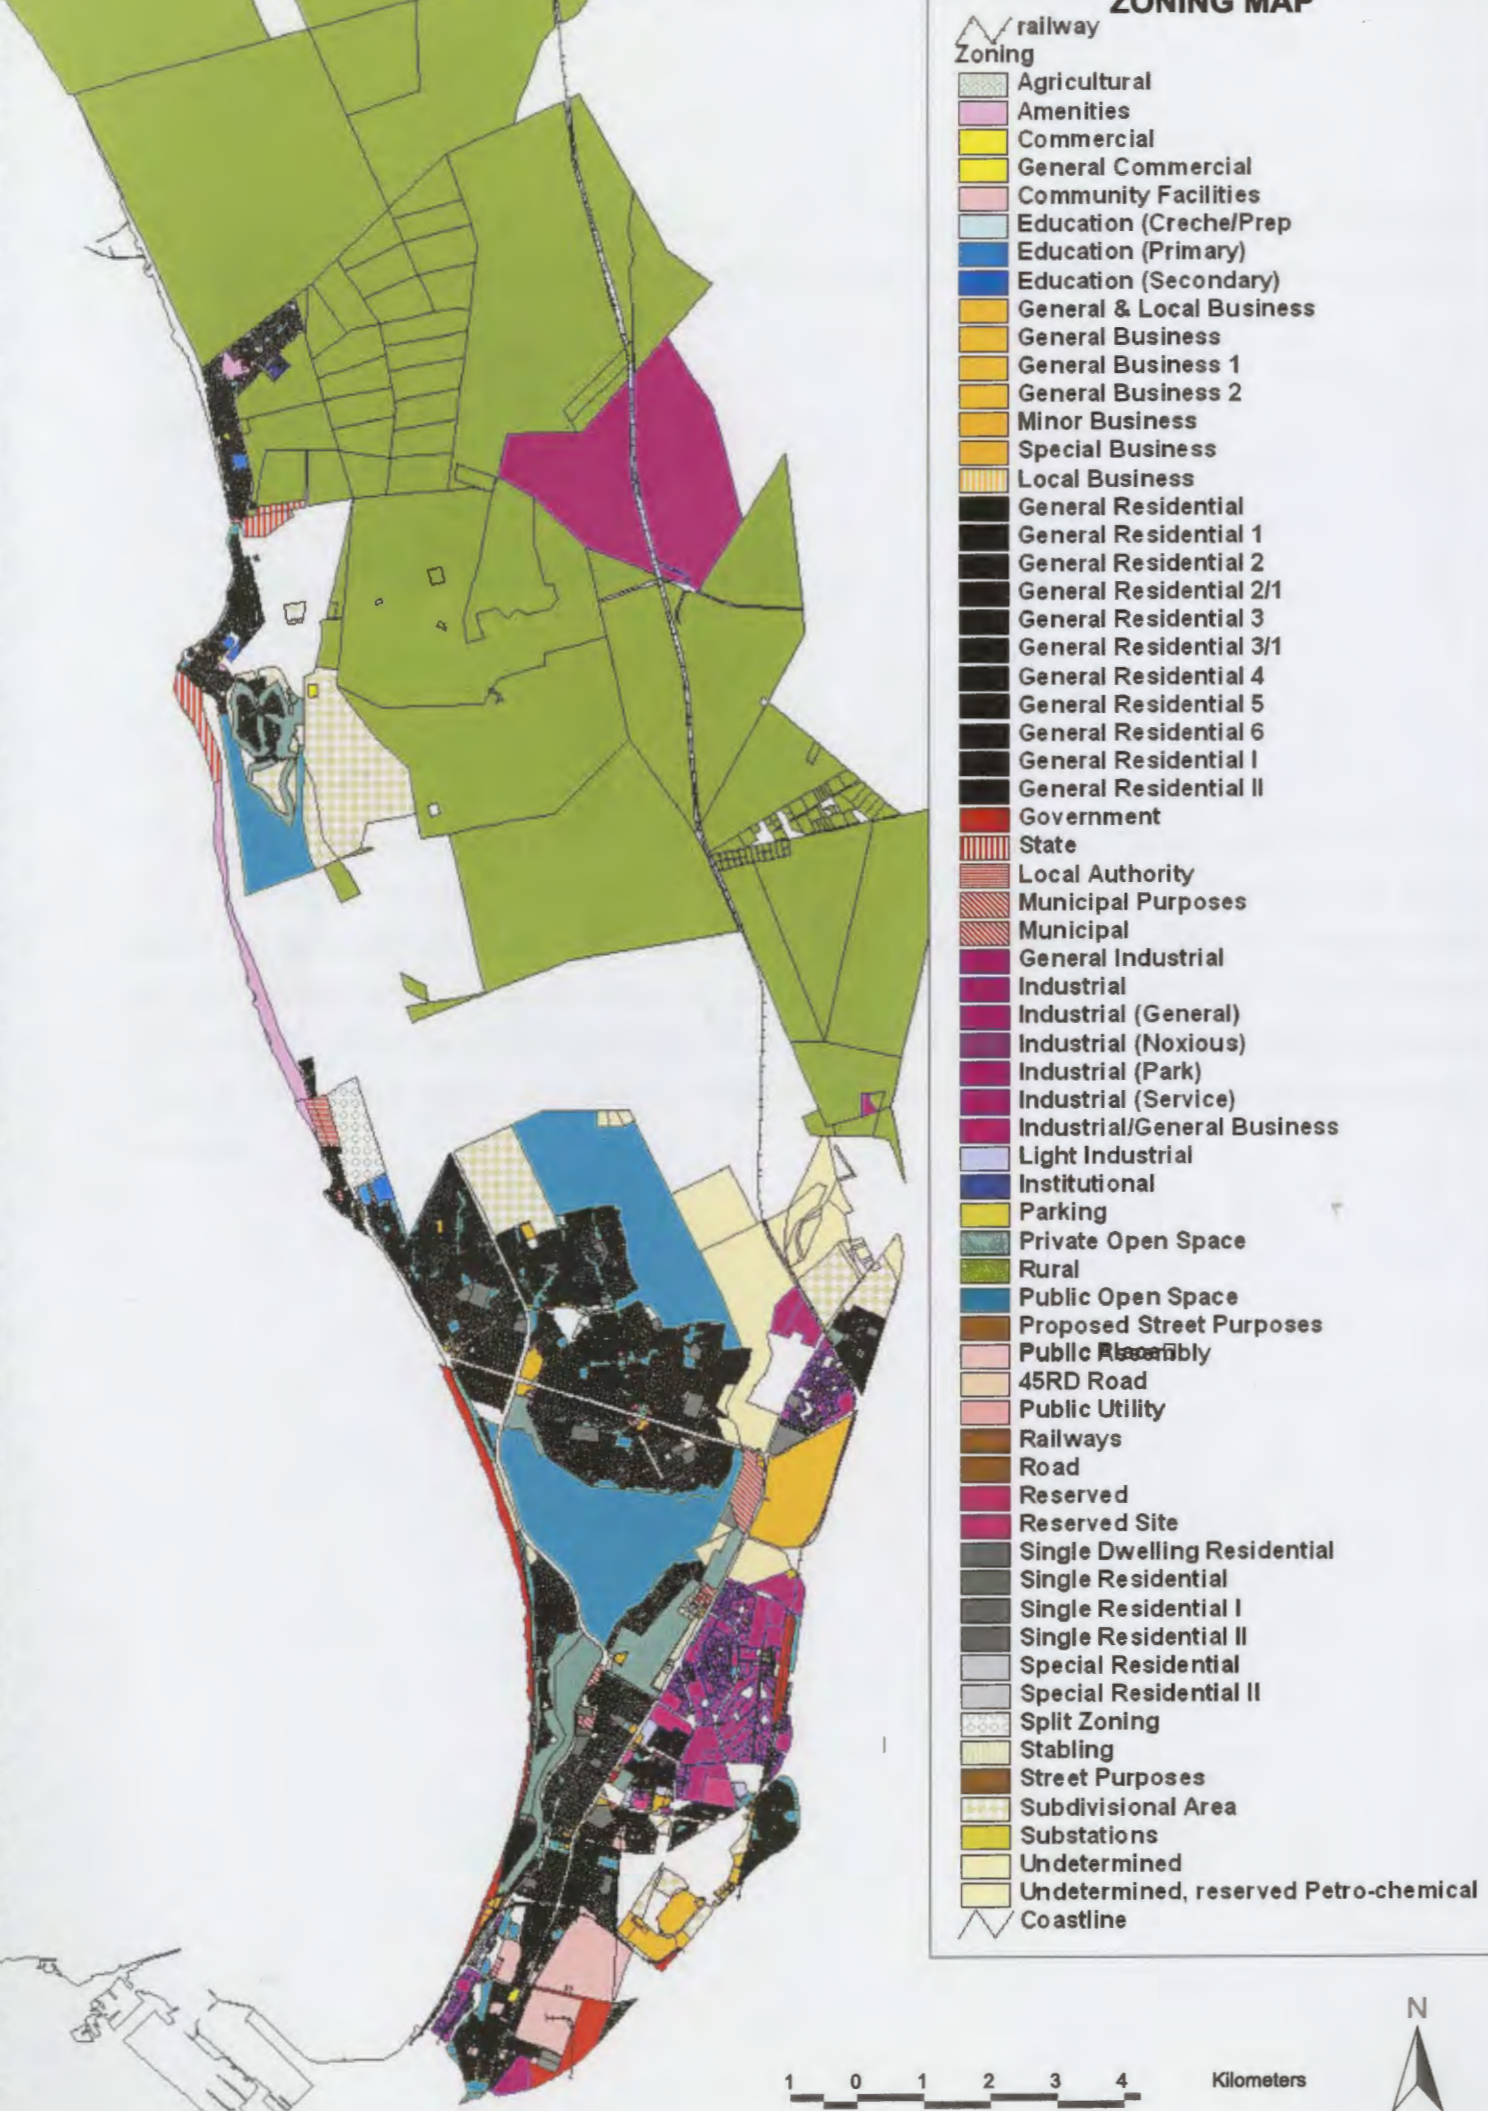 ZONING MAP
railway
Zoning
Agricultural
Amenities
Commercial
General Commercial
Community Facilities
Education (Creche/Prep
Education (Primary)
Education (Secondary)
General & Local Business
General Business
General Business 1
General Business 2
Minor Business
Special Business
Local Business
General Residential
General Residential 1
General Residential 2
General Residential 2/1
General Residential 3
General Residential 3/1
General Residential 4
General Residential 5
General Residential 6
General Residential I
General Residential II
Government
State
Local Authority
Municipal Purposes
Municipal
General Industrial
Industrial
Industrial (General)
Industrial (Noxious)
Industrial (Park)
Industrial (Service)
Industrial/General Business
Light Industrial
Institutional
Parking
Private Open Space
Rural
Public Open Space
Proposed Street Purposes
Public
45RD Road
Public Utility
Railways
Road
Reserved
Reserved Site
Single Dwelling Residential
Single Residential
Single Residential I
Single Residential II
Special Residential
Special Residential II
Split Zoning
Stabling
Street Purposes
Subdivisional Area
Substations
Undetermined
Undetermined, reserved Petro-chemical
Coastline
N
1 0 1 2 3 4 Kilometers